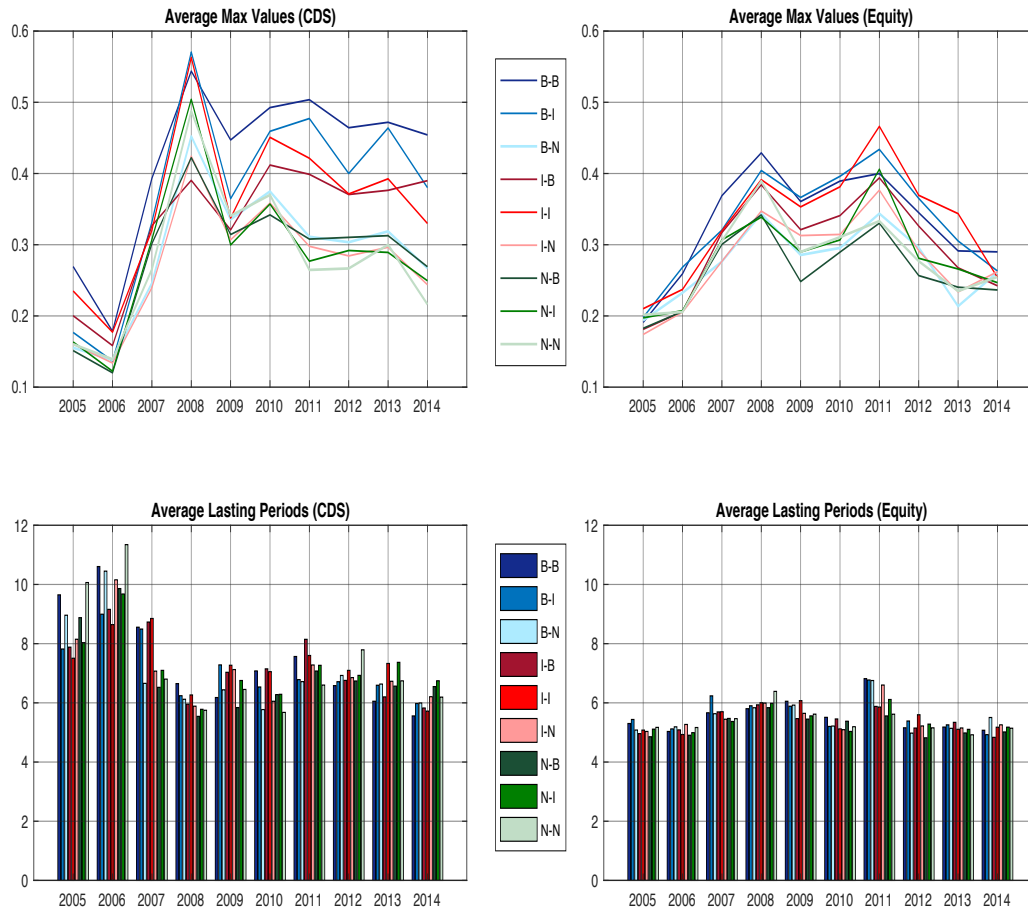 Average Max Values (CDS)
0.6
0.5
0.4
0.3
0.2
0.1
2005 2006 2007 2008 2009 2010 2011 2012 2013 2014
B-B
B-I
B-N
I-B
I-I
I-N
N-B
N-I
N-N
Average Max Values (Equity)
0.6
0.5
0.4
0.3
0.2
0.1
2005 2006 2007 2008 2009 2010 2011 2012 2013 2014
Average Lasting Periods (CDS)
12
10
8
6
4
2
0
2005 2006 2007 2008 2009 2010 2011 2012 2013 2014
B-B
B-I
B-N
I-B
I-I
I-N
N-B
N-I
N-N
Average Lasting Periods (Equity)
12
10
8
6
4
2
0
2005 2006 2007 2008 2009 2010 2011 2012 2013 2014